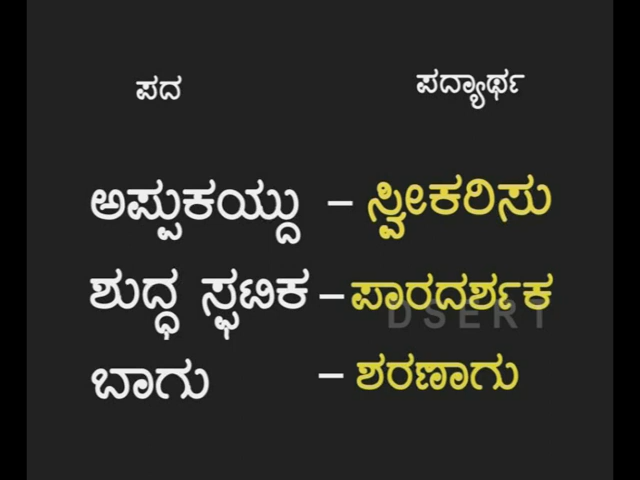 ಪದ ಪದ್ಯಾರ್ಥ
ಅಪ್ಪುಕಯ್ದು – ಸ್ವೀಕರಿಸು
ಶುದ್ಧ ಸ್ಫಟಿಕ – ಪಾರದರ್ಶಕ
DSERT
ಬಾಗು – ಶರಣಾಗು